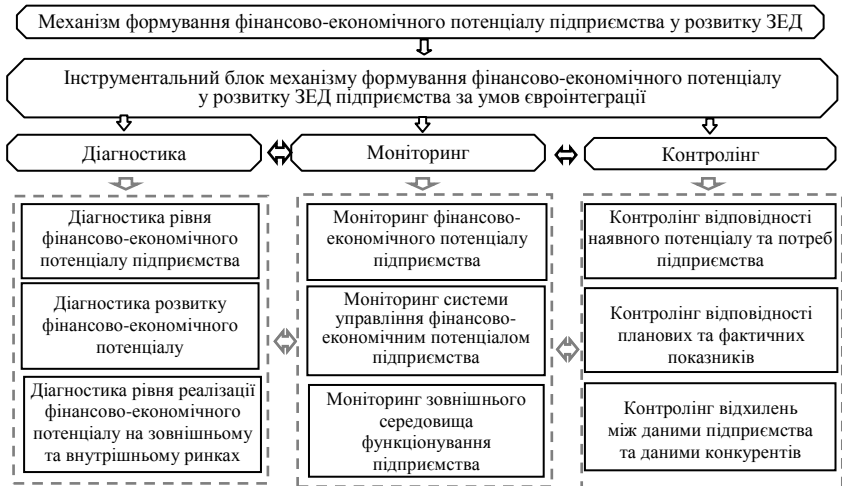 Механізм формування фінансово-економічного потенціалу підприємства у розвитку ЗЕД
Інструментальний блок механізму формування фінансово-економічного потенціалу
у розвитку ЗЕД підприємства за умов євроінтеграції
Діагностика
Моніторинг
Контролінг
Діагностика рівня
фінансово-економічного
потенціалу підприємства
Діагностика розвитку
фінансово-економічного
потенціалу
Діагностика рівня реалізації
фінансово-економічного
потенціалу на зовнішньому
та внутрішньому ринках
Моніторинг фінансово-
економічного потенціалу
підприємства
Моніторинг системи
управління фінансово-
економічним потенціалом
підприємства
Моніторинг зовнішнього
середовища
функціонування
підприємства
Контролінг відповідності
наявного потенціалу та потреб
підприємства
Контролінг відповідності
планових та фактичних
показників
Контролінг відхилень
між даними підприємства
та даними конкурентів